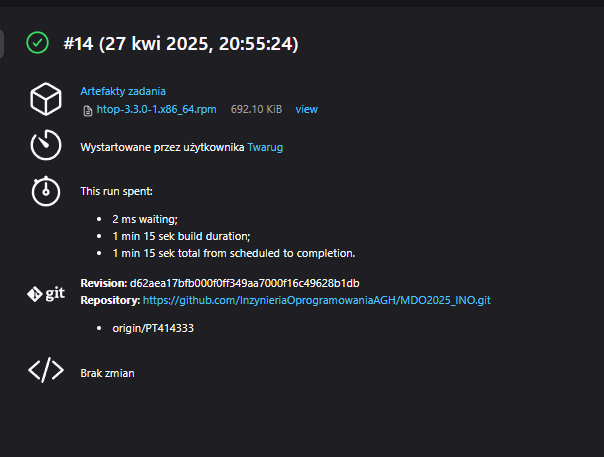 #14 (27 kwi 2025, 20:55:24)
Artefakty zadania
htop-3.3.0-1.x86_64.rpm 692.10 KiB view
Wystartowane przez użytkownika Twarug
This run spent:
2 ms waiting;
1 min 15 sek build duration;
1 min 15 sek total from scheduled to completion.
git
Revision: d62aea17bfb000f0ff349aa7000f16c49628b1db
Repository: https://github.com/InzynieriaOprogramowaniaAGH/MDO2025_INO.git
origin/PT414333
Brak zmian